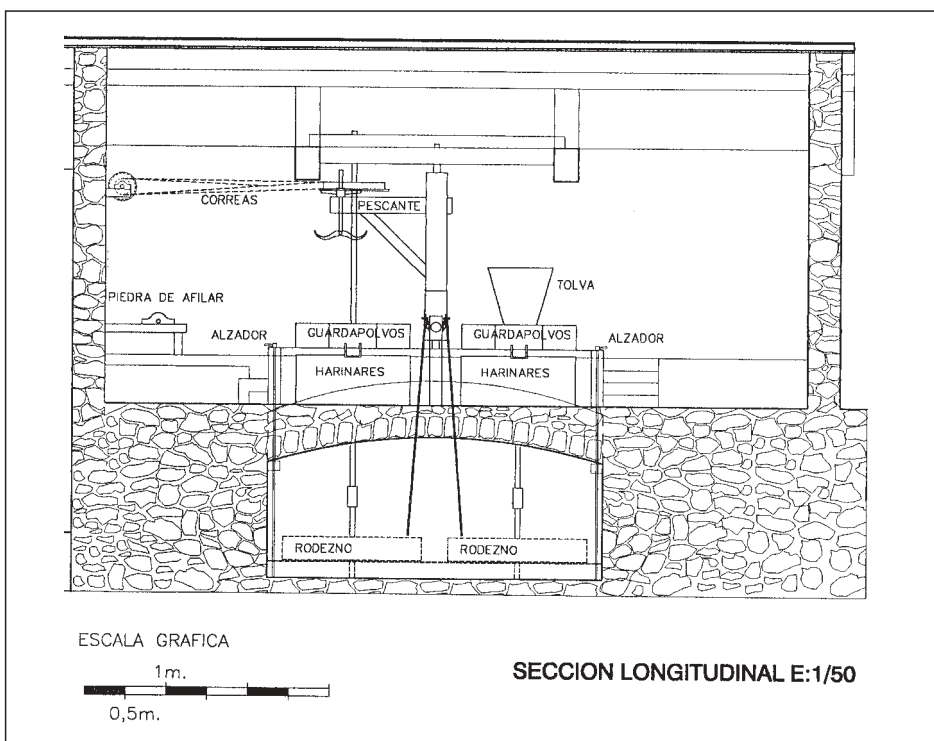 CORREAS
PESCANTE
PIEDRA DE AFILAR
TOLVA
ALZADOR
GUARDAPOLVOS
GUARDAPOLVOS
ALZADOR
HARINARES
HARINARES
RODEZNO
RODEZNO
ESCALA GRAFICA
1m.
0,5m.
SECCION LONGITUDINAL E:1/50